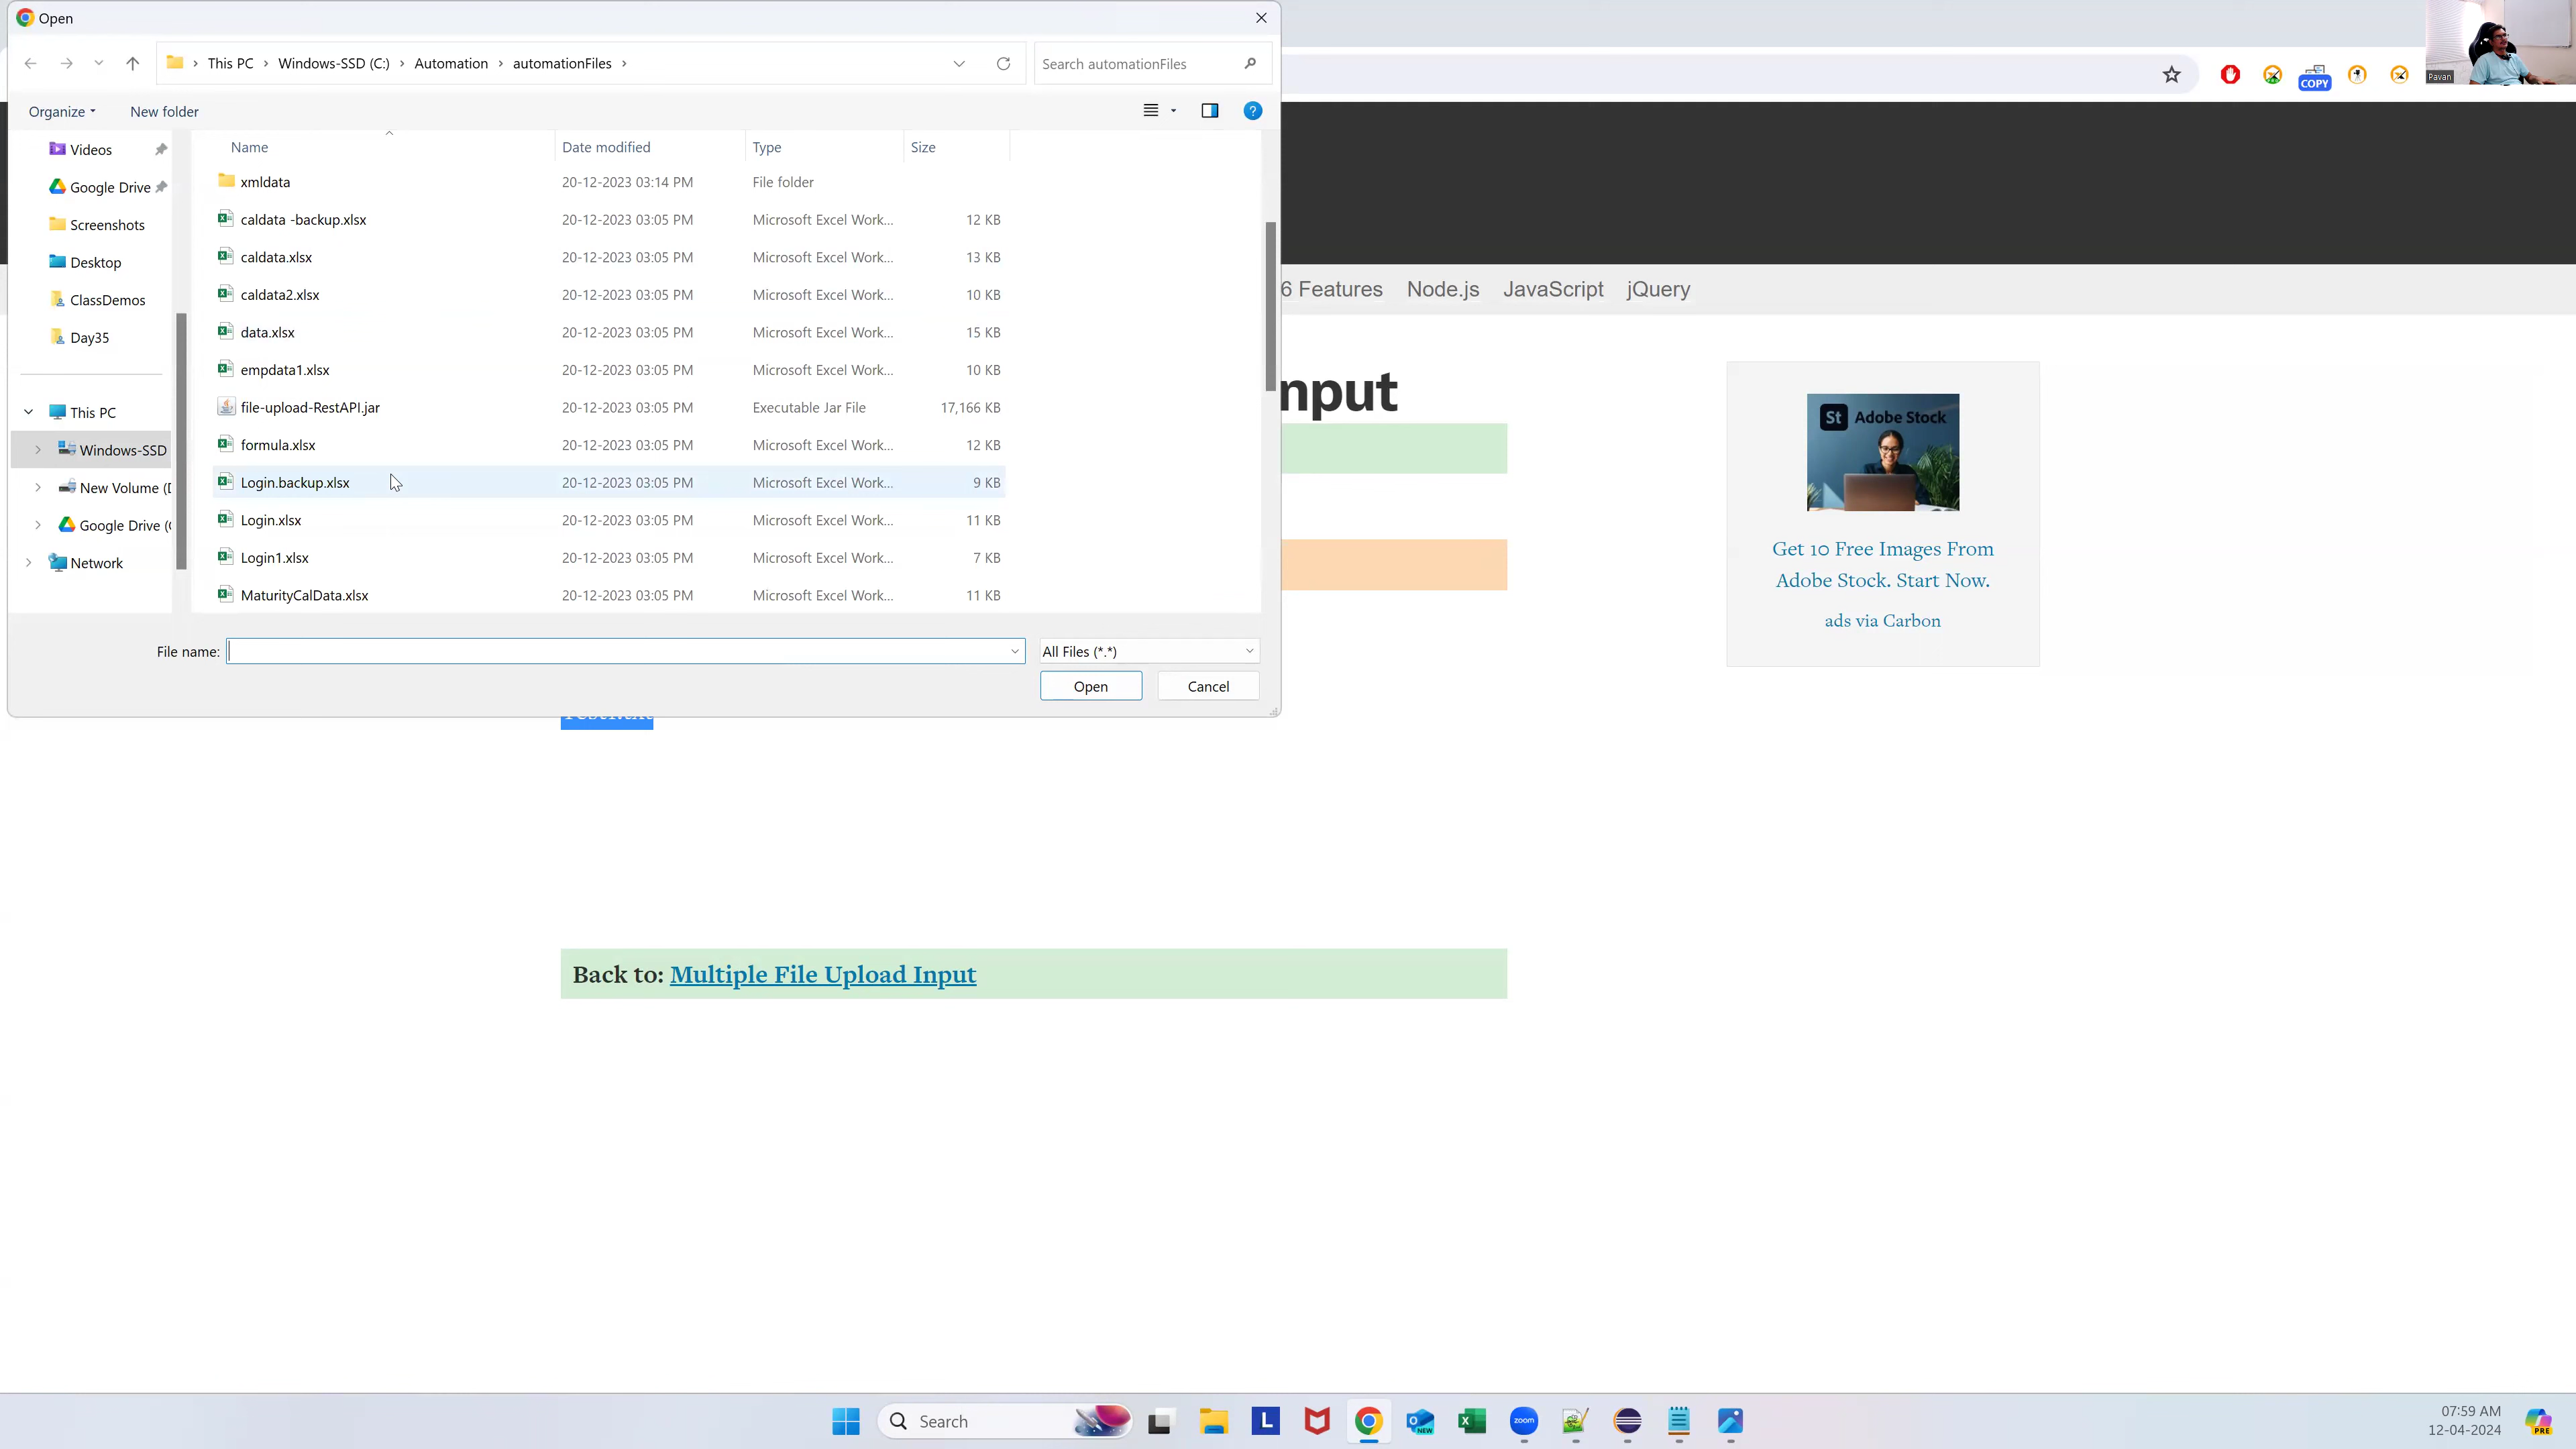 Open
This PC
Windows-SSD (C:)
Automation
automationFiles
Search automationFiles
COPY
Pavan
Organize
New folder
?
Name Date modified Type Size
Videos
Google Drive
Screenshots
Desktop
ClassDemos
Day35
This PC
Windows-SSD
New Volume (D
Google Drive (
Network
xmldata 20-12-2023 03:14 PM File folder
caldata -backup.xlsx 20-12-2023 03:05 PM Microsoft Excel Work... 12 KB
caldata.xlsx 20-12-2023 03:05 PM Microsoft Excel Work... 13 KB
caldata2.xlsx 20-12-2023 03:05 PM Microsoft Excel Work... 10 KB
data.xlsx 20-12-2023 03:05 PM Microsoft Excel Work... 15 KB
empdata1.xlsx 20-12-2023 03:05 PM Microsoft Excel Work... 10 KB
file-upload-RestAPI.jar 20-12-2023 03:05 PM Executable Jar File 17,166 KB
formula.xlsx 20-12-2023 03:05 PM Microsoft Excel Work... 12 KB
Login.backup.xlsx 20-12-2023 03:05 PM Microsoft Excel Work... 9 KB
Login.xlsx 20-12-2023 03:05 PM Microsoft Excel Work... 11 KB
Login1.xlsx 20-12-2023 03:05 PM Microsoft Excel Work... 7 KB
MaturityCalData.xlsx 20-12-2023 03:05 PM Microsoft Excel Work... 11 KB
File name:
All Files (*.*)
Open
Cancel
6 Features Node.js JavaScript jQuery
nput
St Adobe Stock
Get 10 Free Images From
Adobe Stock. Start Now.
ads via Carbon
Back to: Multiple File Upload Input
Search
L
NEW
zoom
07:59 AM
12-04-2024
PRE